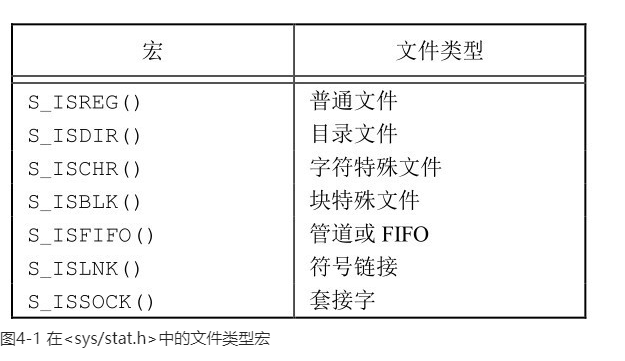 宏 文件类型
S_ISREG() 普通文件
S_ISDIR() 目录文件
S_ISCHR() 字符特殊文件
S_ISBLK() 块特殊文件
S_ISFIFO() 管道或 FIFO
S_ISLNK() 符号链接
S_ISSOCK() 套接字
图4-1 在<sys/stat.h>中的文件类型宏